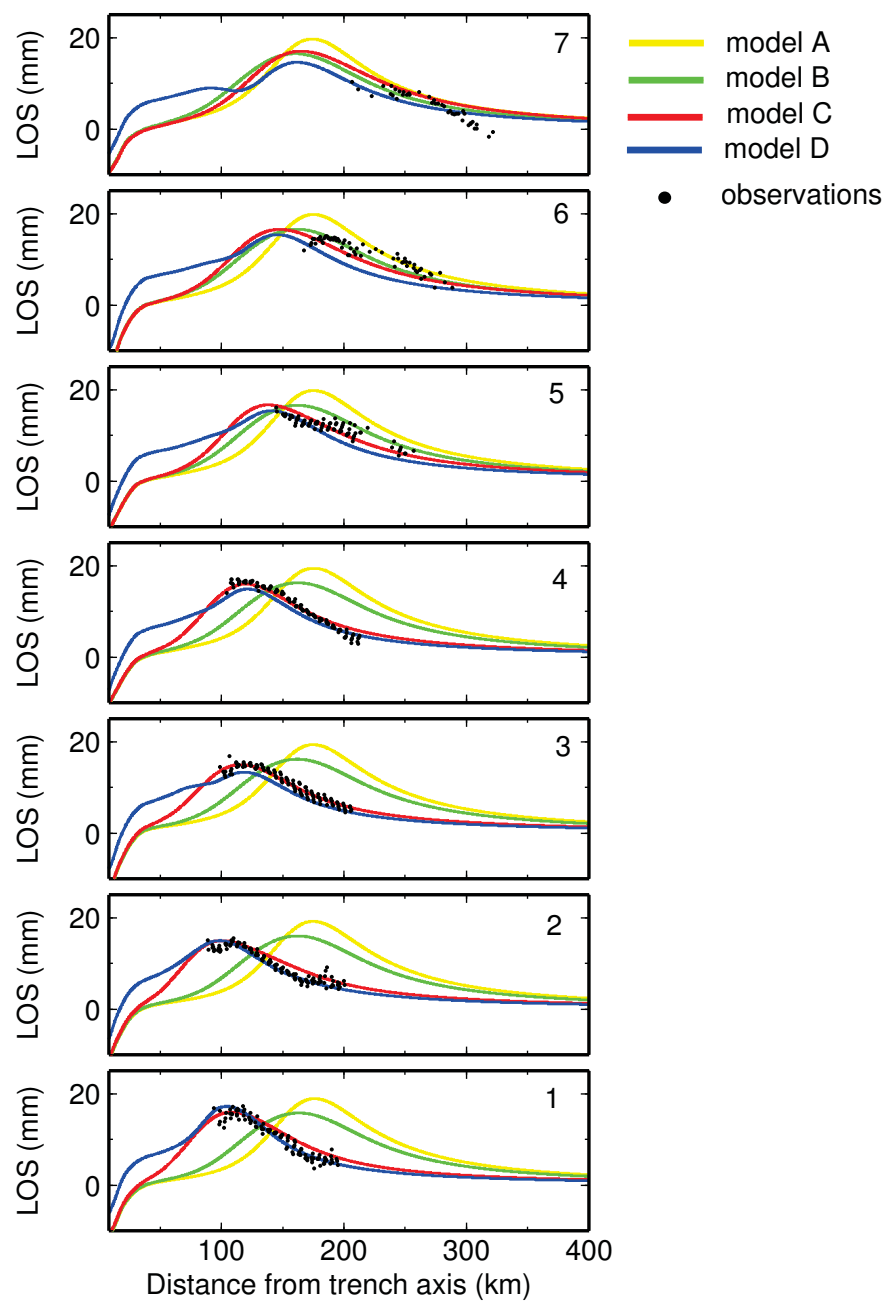 model A
model B
model C
model D
observations
LOS (mm)
20
0
7
LOS (mm)
20
0
6
LOS (mm)
20
0
5
LOS (mm)
20
0
4
LOS (mm)
20
0
3
LOS (mm)
20
0
2
LOS (mm)
20
0
1
100 200 300 400
Distance from trench axis (km)